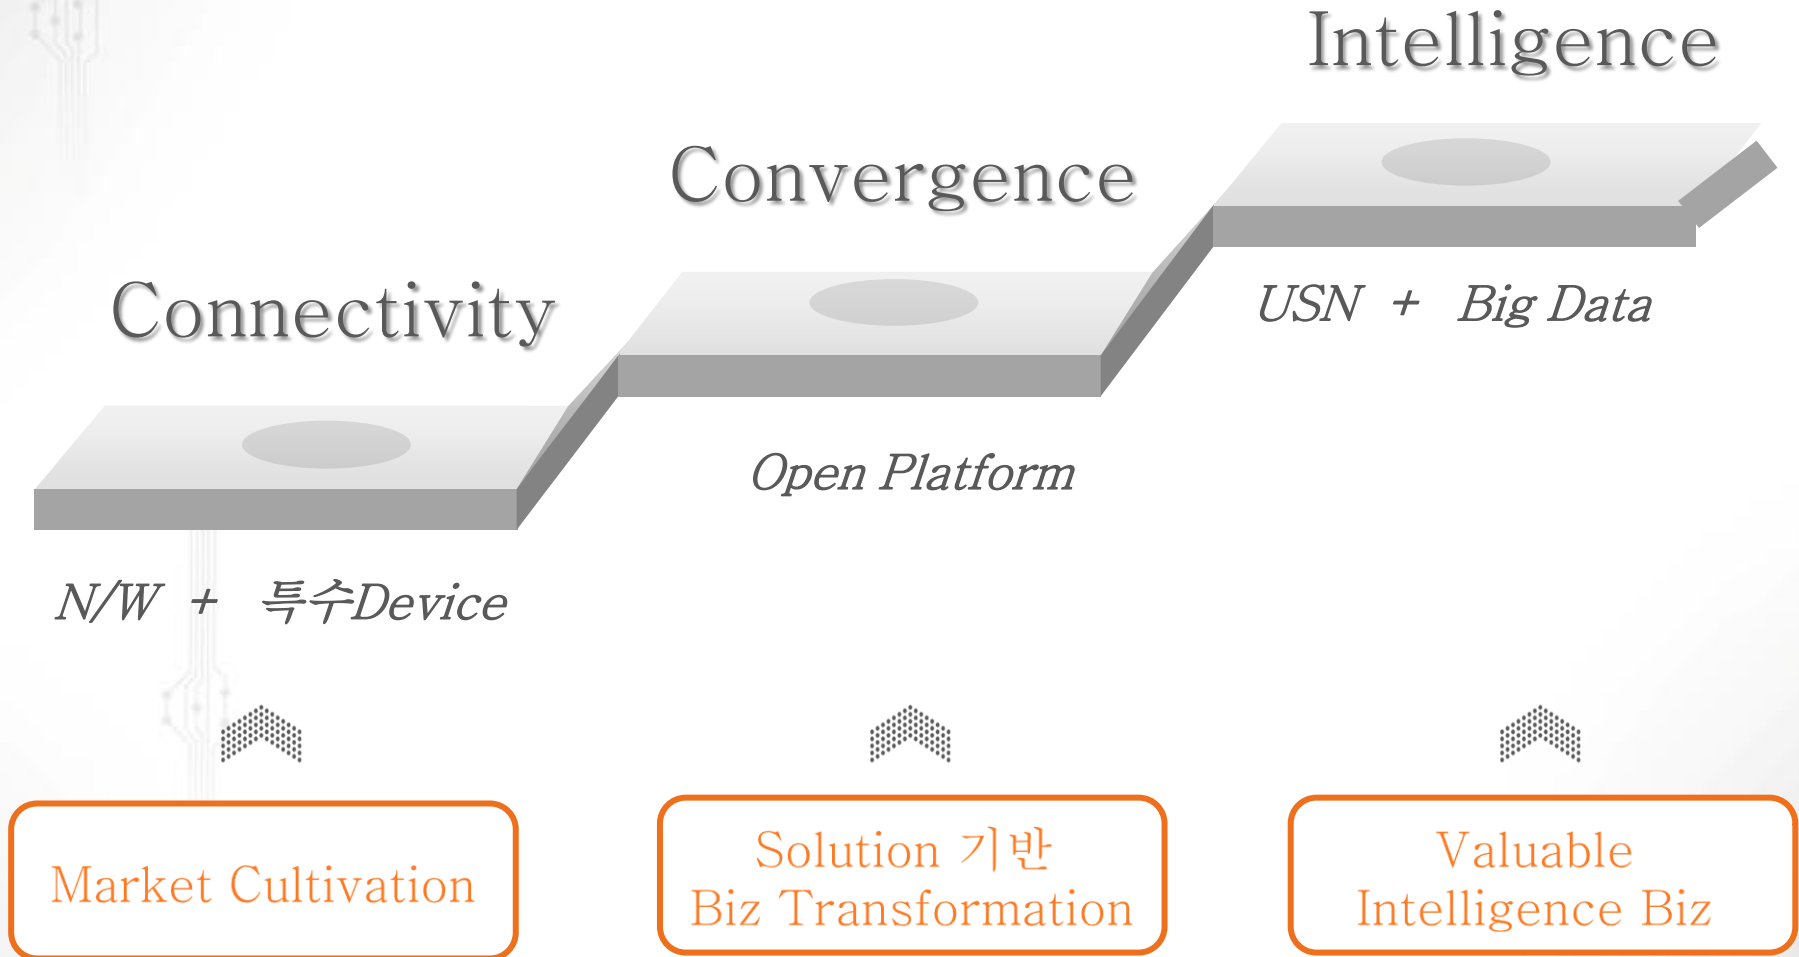 Intelligence
Convergence
Connectivity
USN + Big Data
Open Platform
N/W + 특수Device
Market Cultivation
Solution 기반
Biz Transformation
Valuable
Intelligence Biz